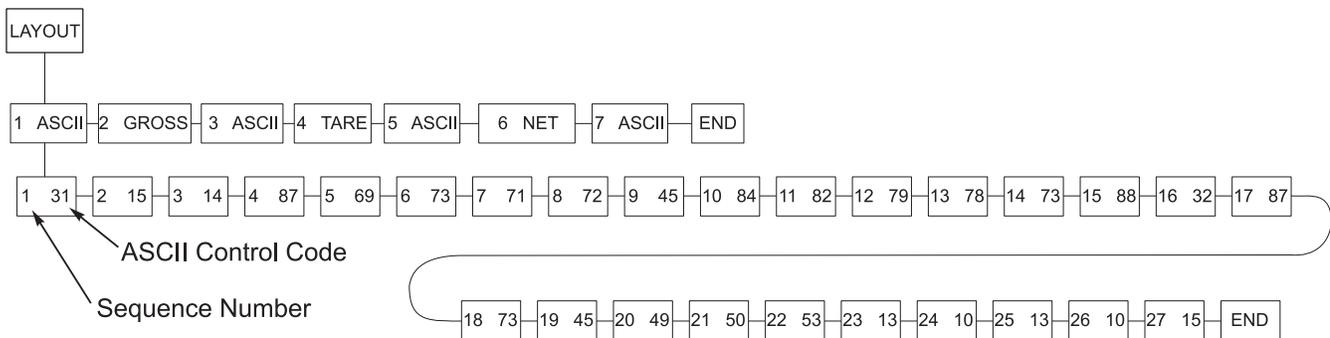 LAYOUT
1 ASCII 2 GROSS 3 ASCII 4 TARE 5 ASCII 6 NET 7 ASCII END
1 31 2 15 3 14 4 87 5 69 6 73 7 71 8 72 9 45 10 84 11 82 12 79 13 78 14 73 15 88 16 32 17 87
ASCII Control Code
Sequence Number
18 73 19 45 20 49 21 50 22 53 23 13 24 10 25 13 26 10 27 15 END